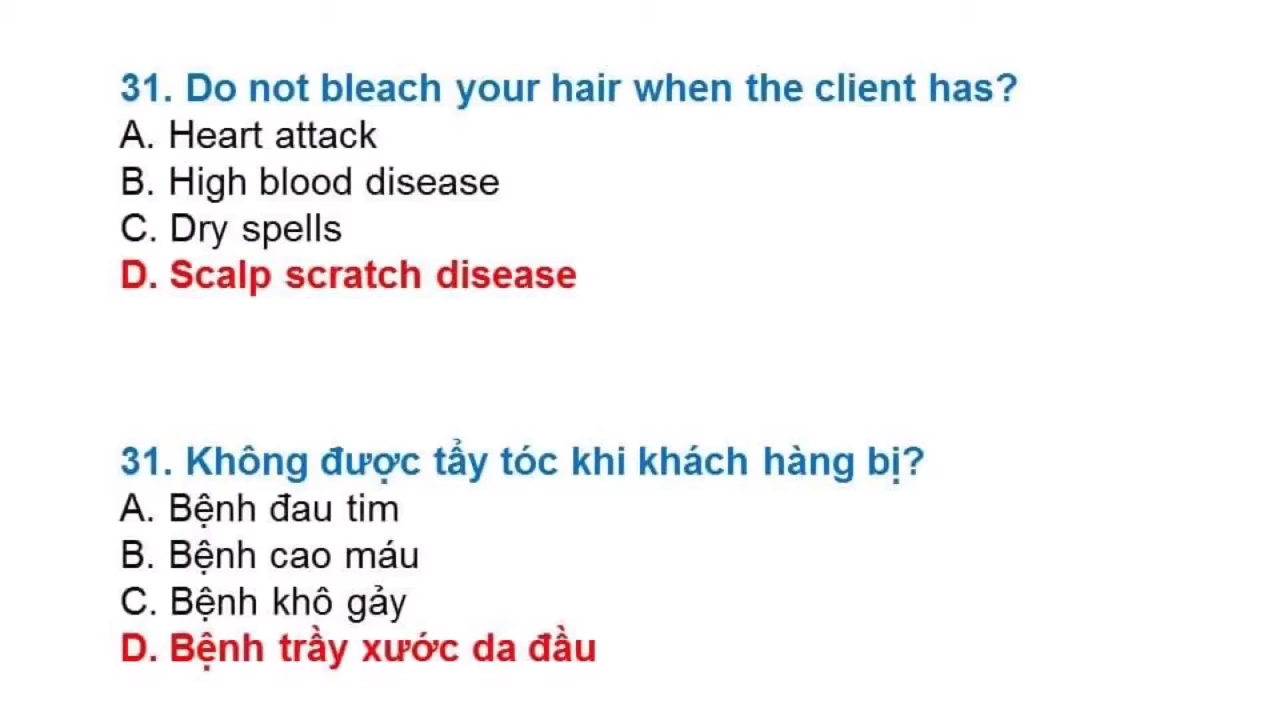 31. Do not bleach your hair when the client has?
A. Heart attack
B. High blood disease
C. Dry spells
D. Scalp scratch disease
31. Không được tẩy tóc khi khách hàng bị?
A. Bệnh đau tim
B. Bệnh cao máu
C. Bệnh khô gảy
D. Bệnh trầy xước da đầu